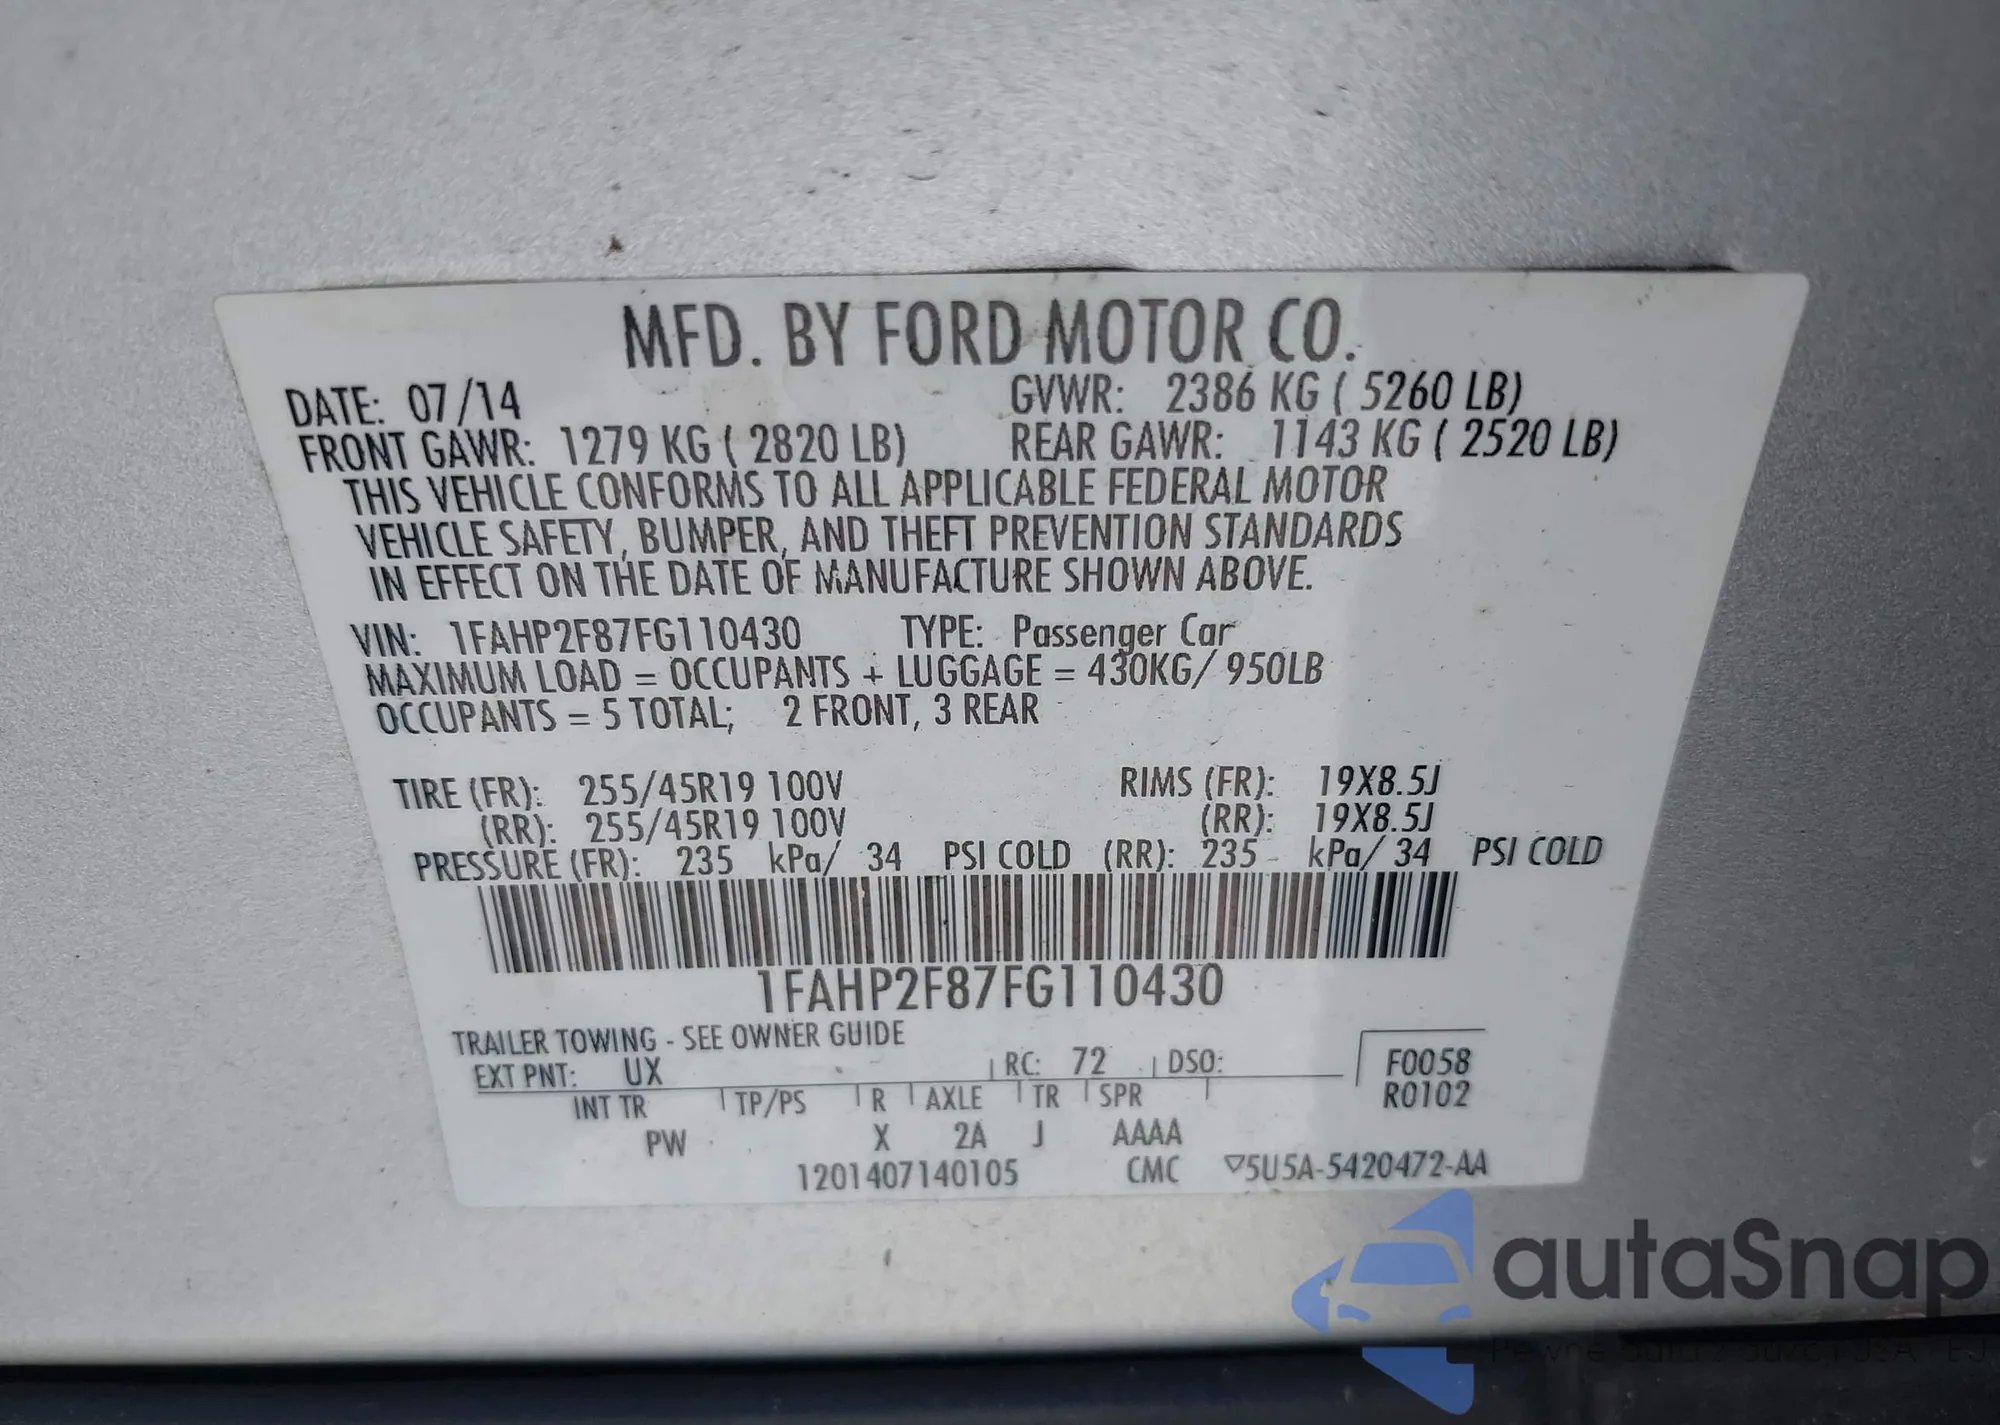 MFD. BY FORD MOTOR CO.
DATE: 07/14 GVWR: 2386 KG ( 5260 LB)
FRONT GAWR: 1279 KG ( 2820 LB) REAR GAWR: 1143 KG ( 2520 LB)
THIS VEHICLE CONFORMS TO ALL APPLICABLE FEDERAL MOTOR
VEHICLE SAFETY, BUMPER, AND THEFT PREVENTION STANDARDS
IN EFFECT ON THE DATE OF MANUFACTURE SHOWN ABOVE.
VIN: 1FAHP2F87FG110430 TYPE: Passenger Car
MAXIMUM LOAD = OCCUPANTS + LUGGAGE = 430KG/ 950LB
OCCUPANTS = 5 TOTAL; 2 FRONT, 3 REAR
TIRE (FR): 255/45R19 100V RIMS (FR): 19X8.5J
(RR): 255/45R19 100V (RR): 19X8.5J
PRESSURE (FR): 235 kPa/ 34 PSI COLD (RR): 235 kPa/ 34 PSI COLD
1FAHP2F87FG110430
TRAILER TOWING - SEE OWNER GUIDE
EXT PNT: UX RC: 72 DSO: F0058
INT TR TP/PS R AXLE TR SPR R0102
PW X 2A J AAAA
1201407140105 CMC ▽5U5A-5420472-AA
autaSnap
Pewne auta z